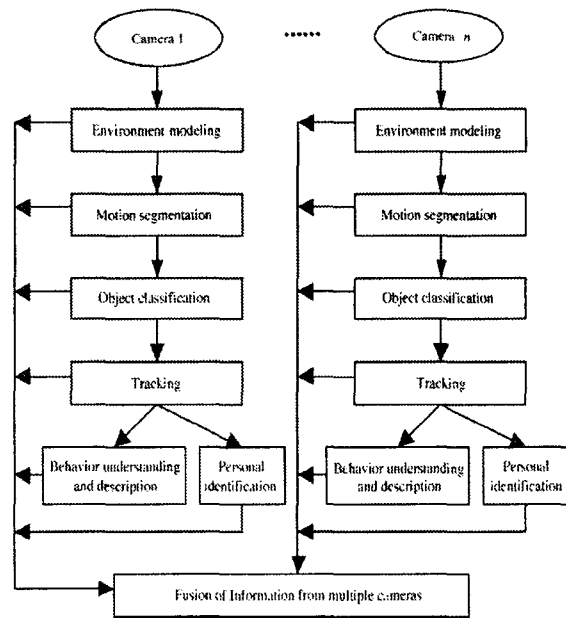 Camera 1
Environment modeling
Motion segmentation
Object classification
Tracking
Behavior understanding
and description
Personal
identification
......
Camera n
Environment modeling
Motion segmentation
Object classification
Tracking
Behavior understanding
and description
Personal
identification
Fusion of Information from multiple cameras